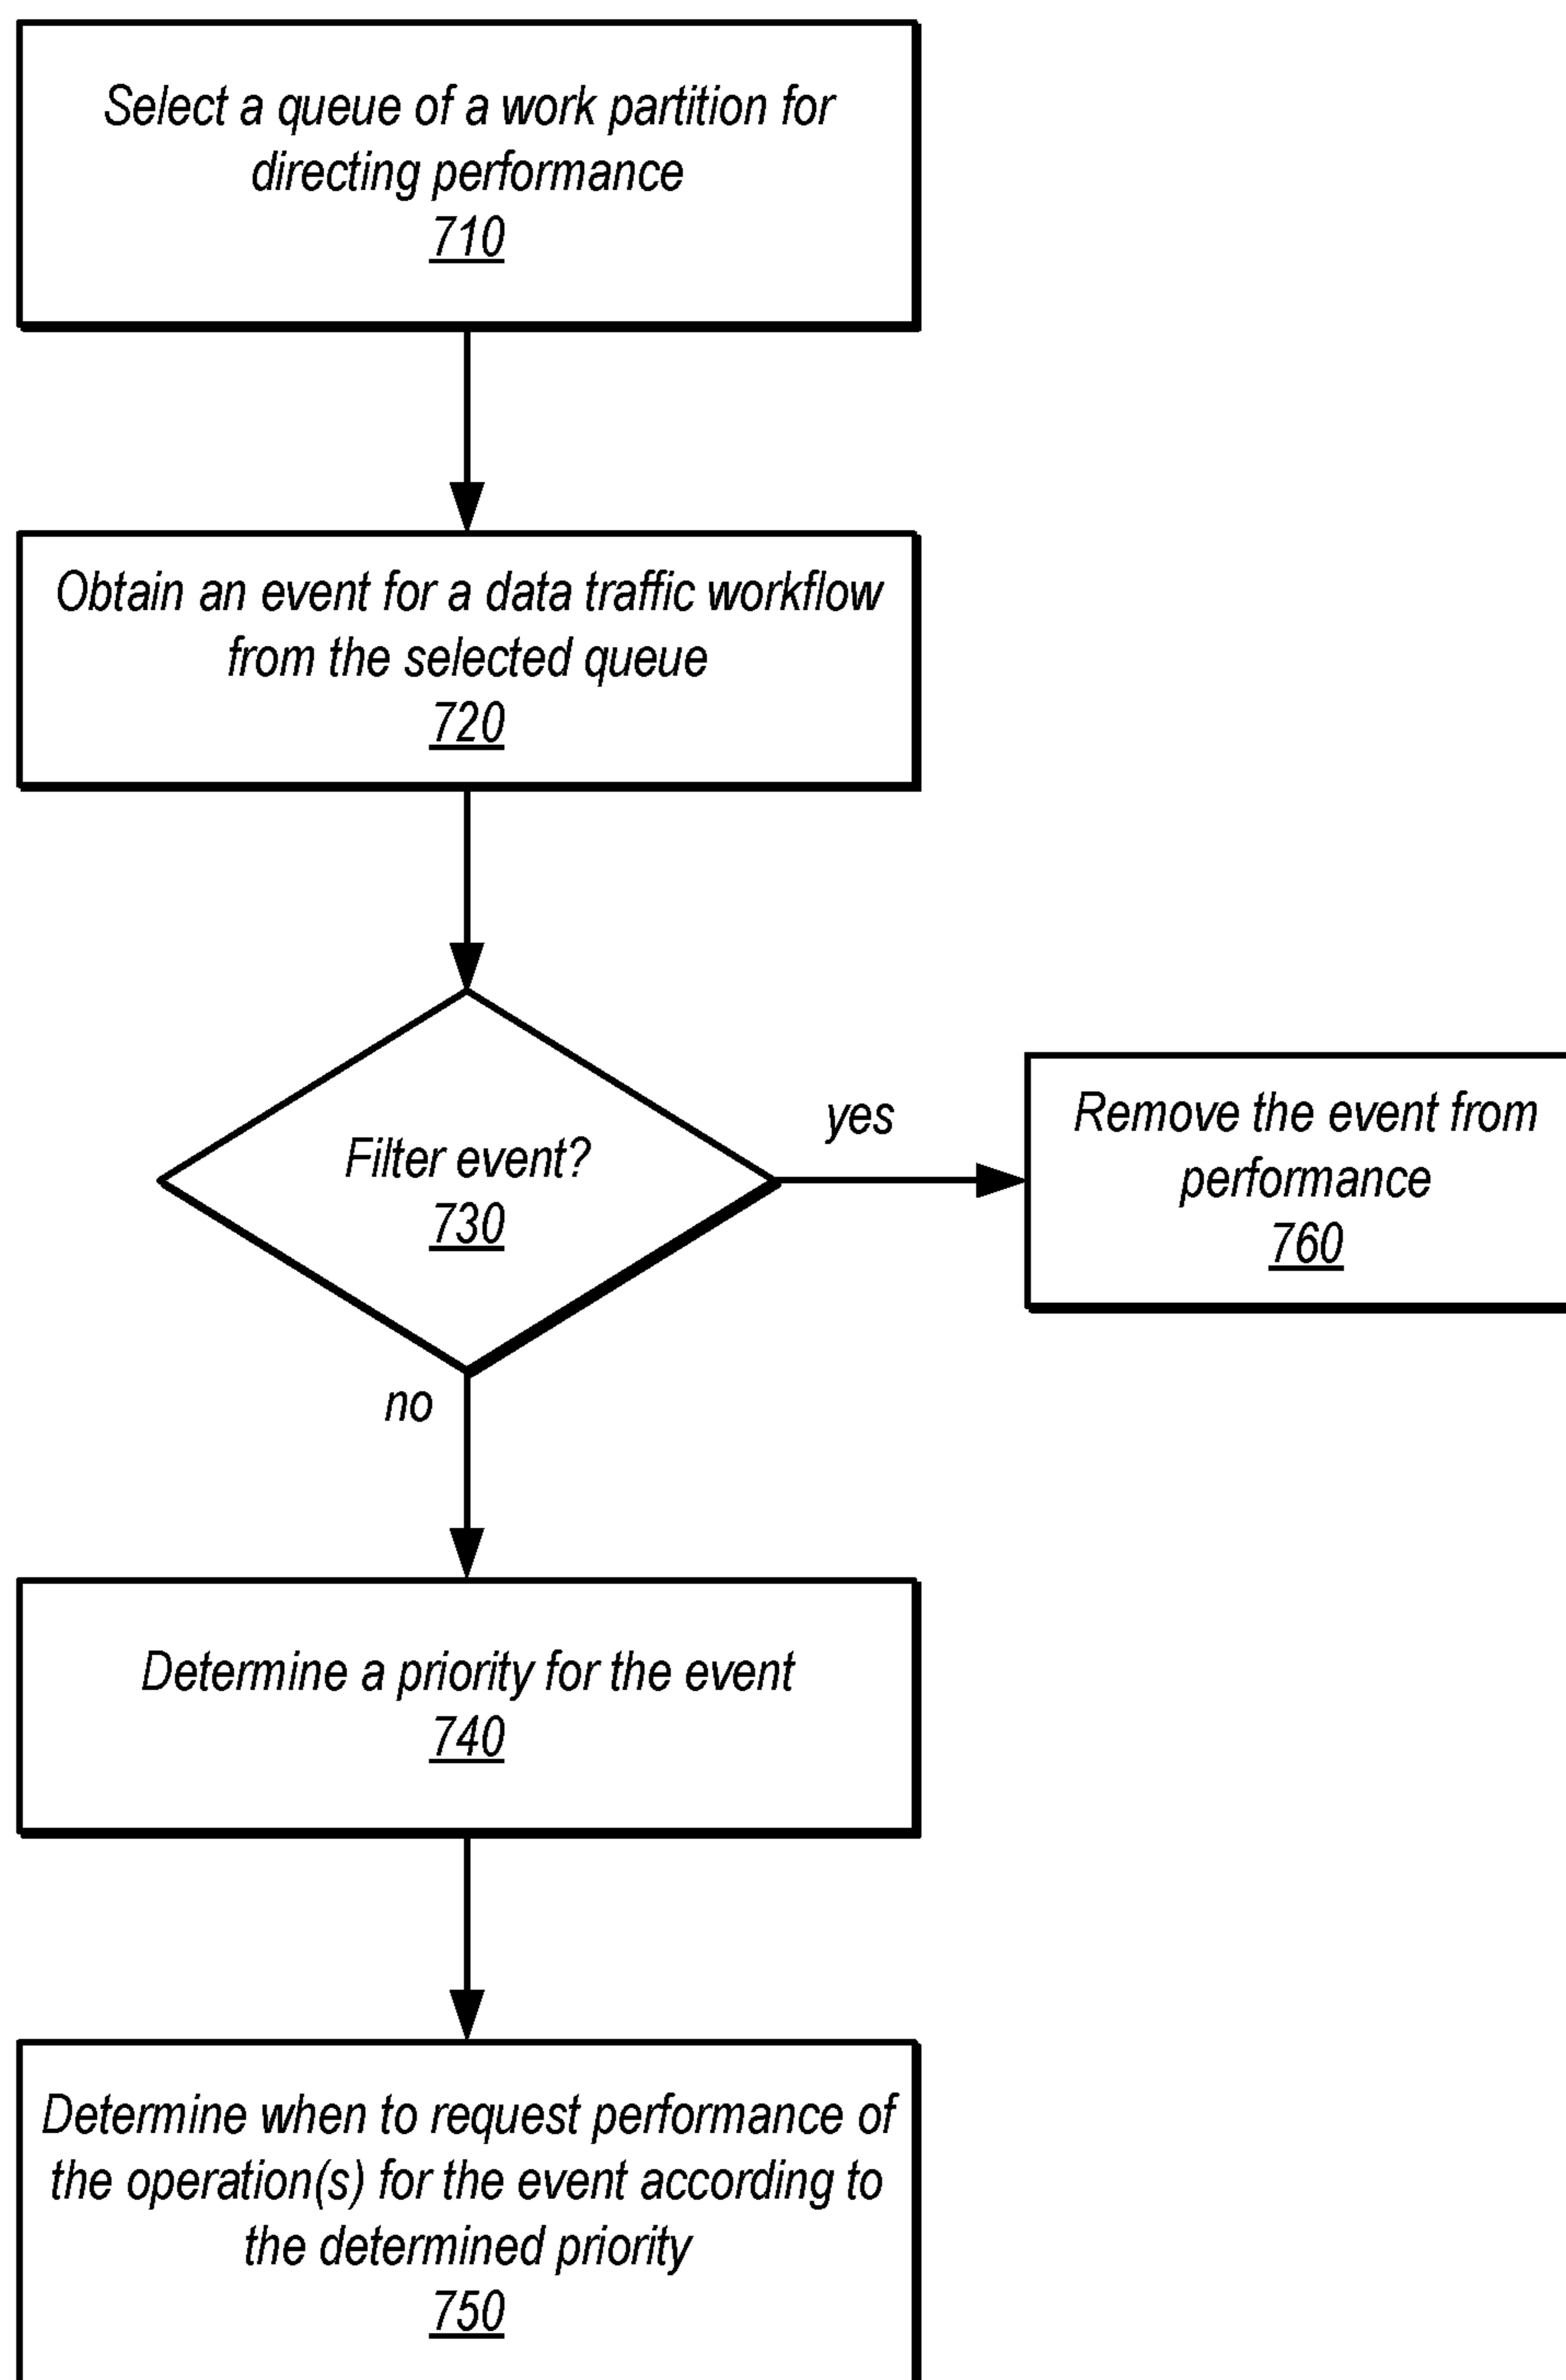 Select a queue of a work partition for
directing performance
710
Obtain an event for a data traffic workflow
from the selected queue
720
Filter event?
730
yes
Remove the event from
performance
760
no
Determine a priority for the event
740
Determine when to request performance of
the operation(s) for the event according to
the determined priority
750